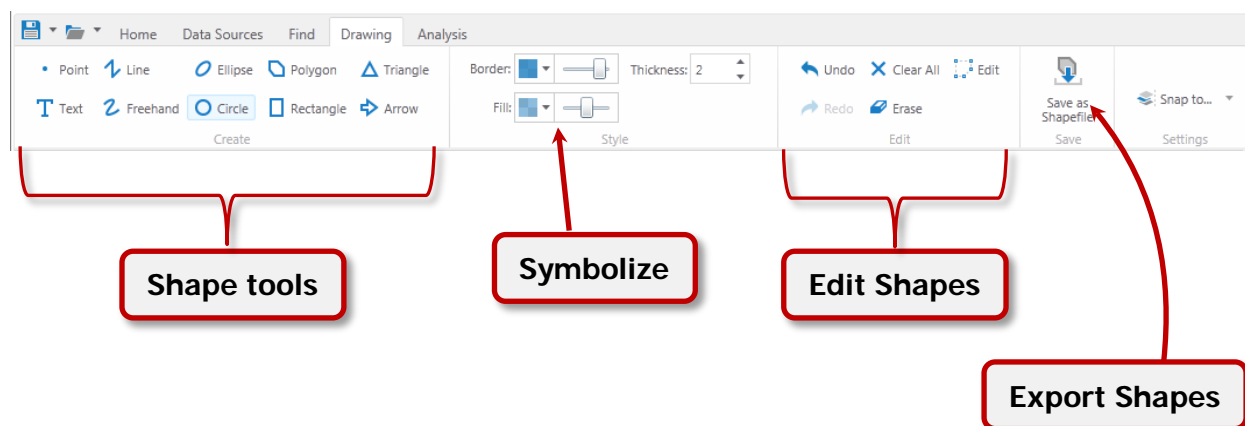 Home Data Sources Find Drawing Analysis
Point Line Ellipse Polygon Triangle Border: Thickness: 2 Undo Clear All Edit
Text Freehand Circle Rectangle Arrow Fill: Redo Erase Save as Shapefile Snap to...
Create Style Edit Save Settings
Shape tools
Symbolize
Edit Shapes
Export Shapes